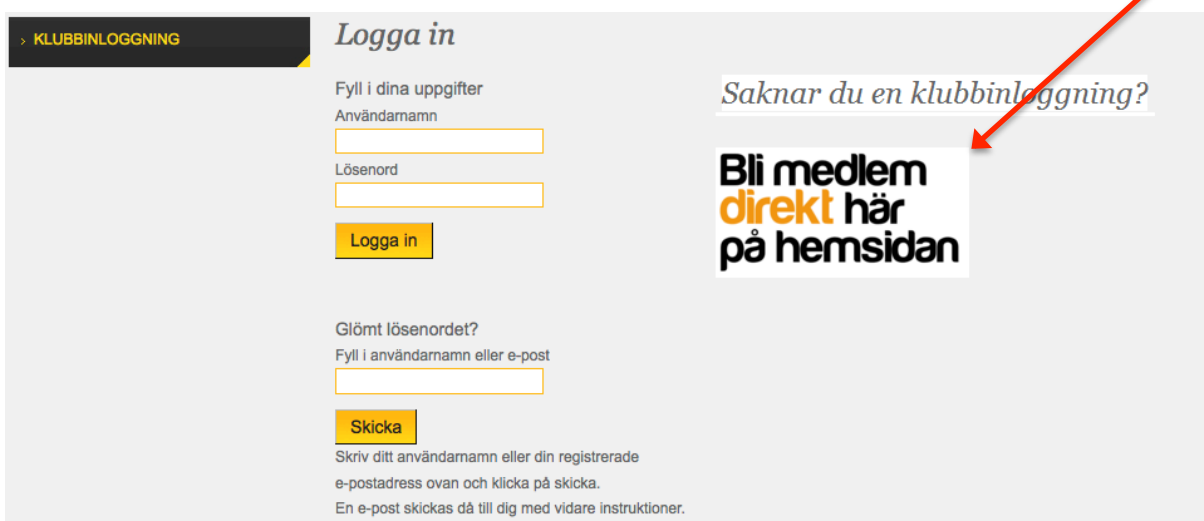 › KLUBBINLOGGNING
Logga in
Fyll i dina uppgifter
Användarnamn
Lösenord
Logga in
Glömt lösenordet?
Fyll i användarnamn eller e-post
Skicka
Skriv ditt användarnamn eller din registrerade
e-postadress ovan och klicka på skicka.
En e-post skickas då till dig med vidare instruktioner.
Saknar du en klubbinloggning?
Bli medlem
direkt här
på hemsidan